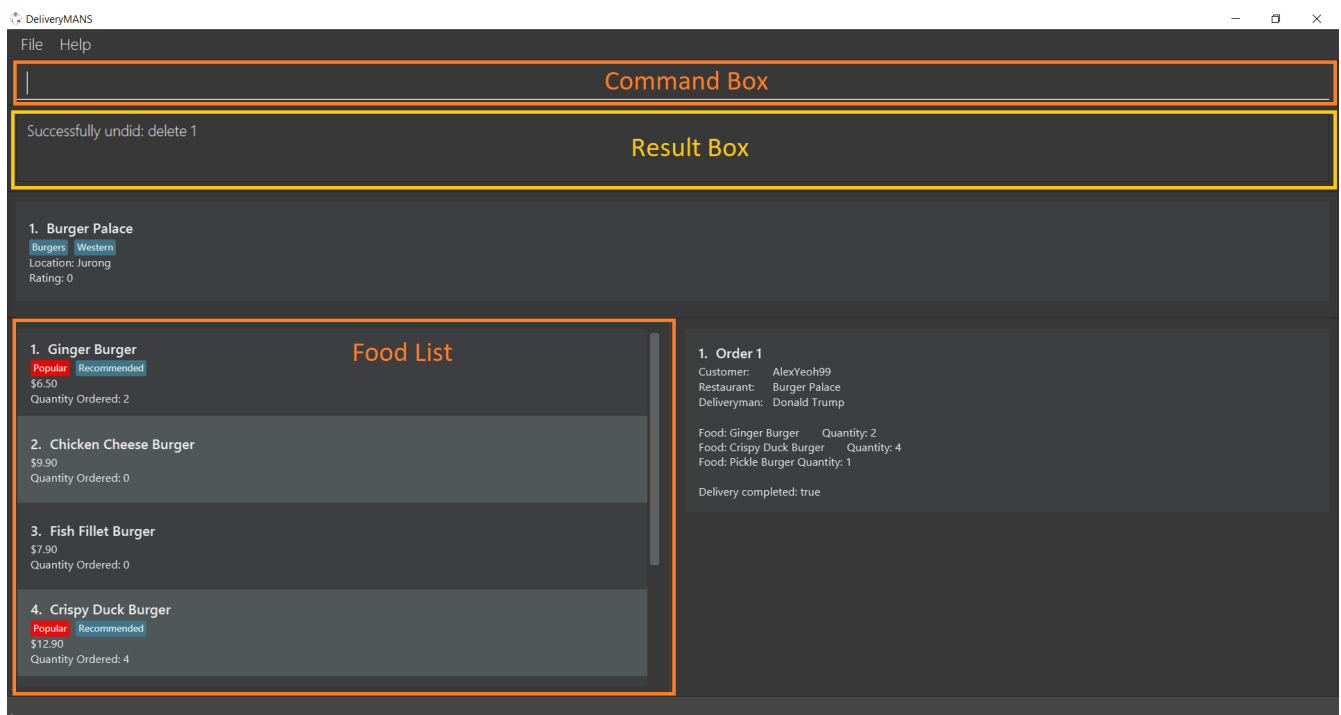 DeliveryMANS
File Help
Command Box
Successfully undid: delete 1
Result Box
1. Burger Palace
Burgers Western
Location: Jurong
Rating: 0
Food List
1. Ginger Burger
Popular Recommended
$6.50
Quantity Ordered: 2
2. Chicken Cheese Burger
$9.90
Quantity Ordered: 0
3. Fish Fillet Burger
$7.90
Quantity Ordered: 0
4. Crispy Duck Burger
Popular Recommended
$12.90
Quantity Ordered: 4
1. Order 1
Customer: AlexYeoh99
Restaurant: Burger Palace
Deliveryman: Donald Trump
Food: Ginger Burger Quantity: 2
Food: Crispy Duck Burger Quantity: 4
Food: Pickle Burger Quantity: 1
Delivery completed: true